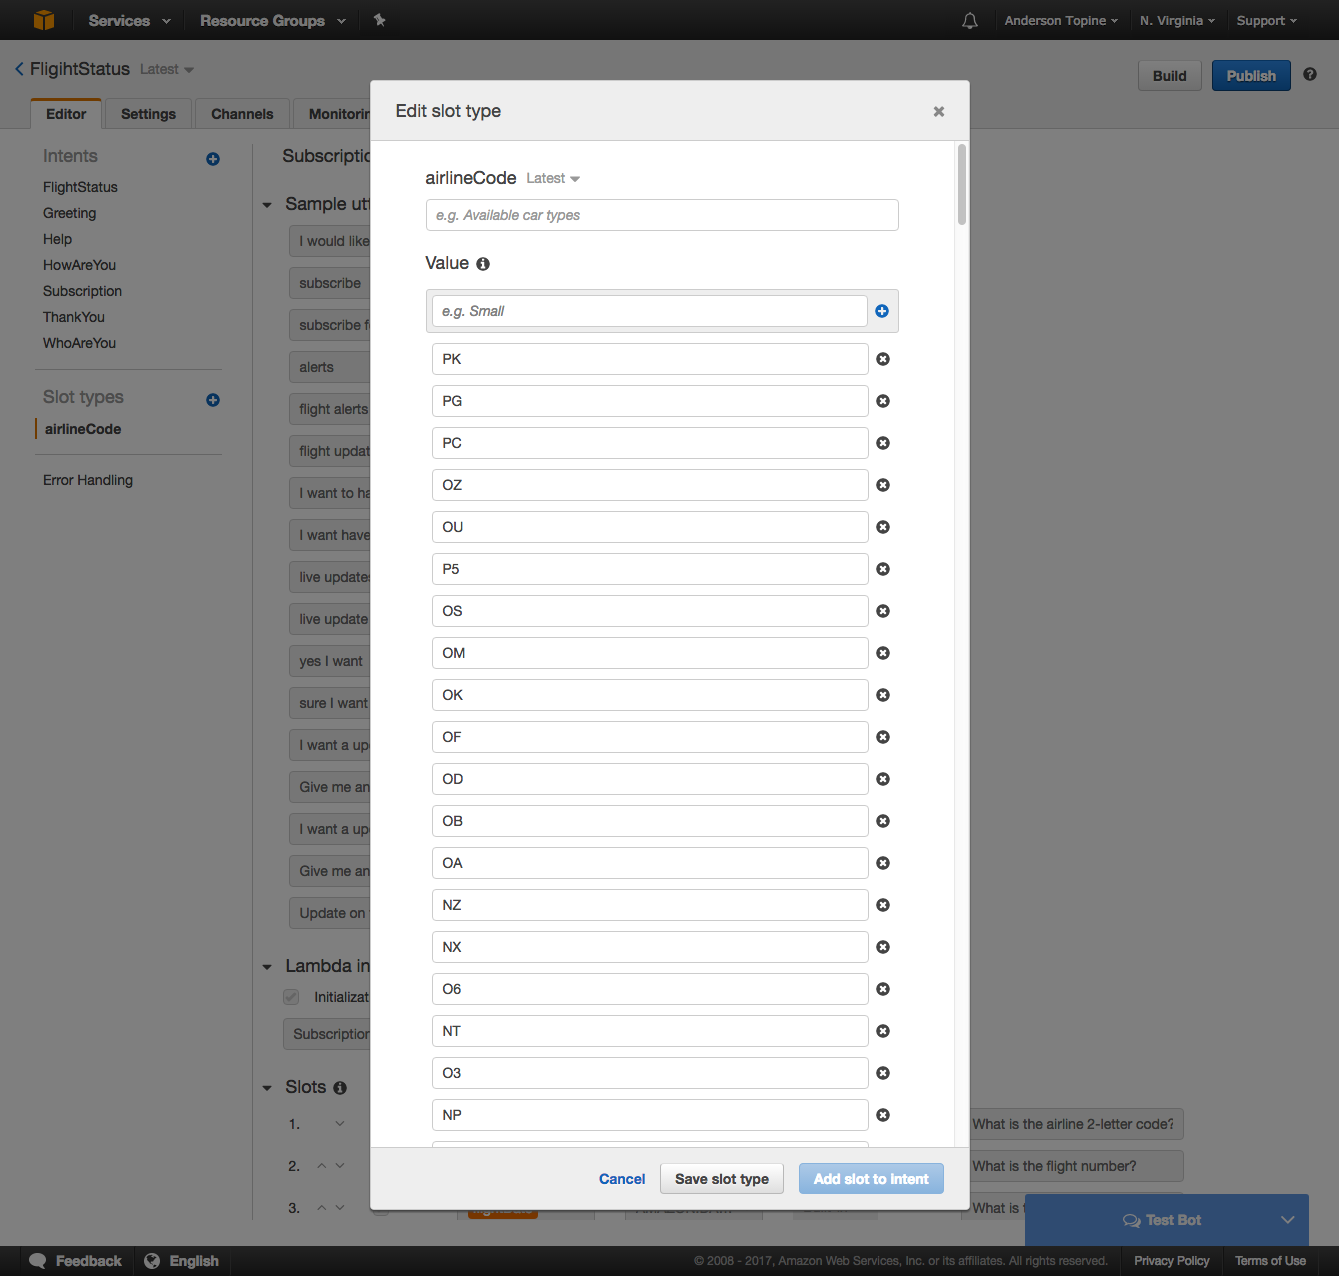 Services
Resource Groups
Anderson Topine
N. Virginia
Support
FligihtStatus Latest
Build
Publish
Editor
Settings
Channels
Monitorin
Edit slot type
Intents
FlightStatus
Greeting
Help
HowAreYou
Subscription
ThankYou
WhoAreYou
Slot types
airlineCode
Error Handling
Subscriptio
Sample utt
I would like
subscribe
subscribe fo
alerts
flight alerts
flight updat
I want to ha
I want have
live updates
live update
yes I want
sure I want
I want a up
Give me an
I want a up
Give me an
Update on
Lambda in
Initializat
Subscription
Slots
1.
2.
3.
airlineCode Latest
e.g. Available car types
Value
e.g. Small
PK
PG
PC
OZ
OU
P5
OS
OM
OK
OF
OD
OB
OA
NZ
NX
O6
NT
O3
NP
Cancel
Save slot type
Add slot to intent
What is the airline 2-letter code?
What is the flight number?
What is
Test Bot
Feedback
English
© 2008 - 2017, Amazon Web Services, Inc. or its affiliates. All rights reserved.
Privacy Policy
Terms of Use